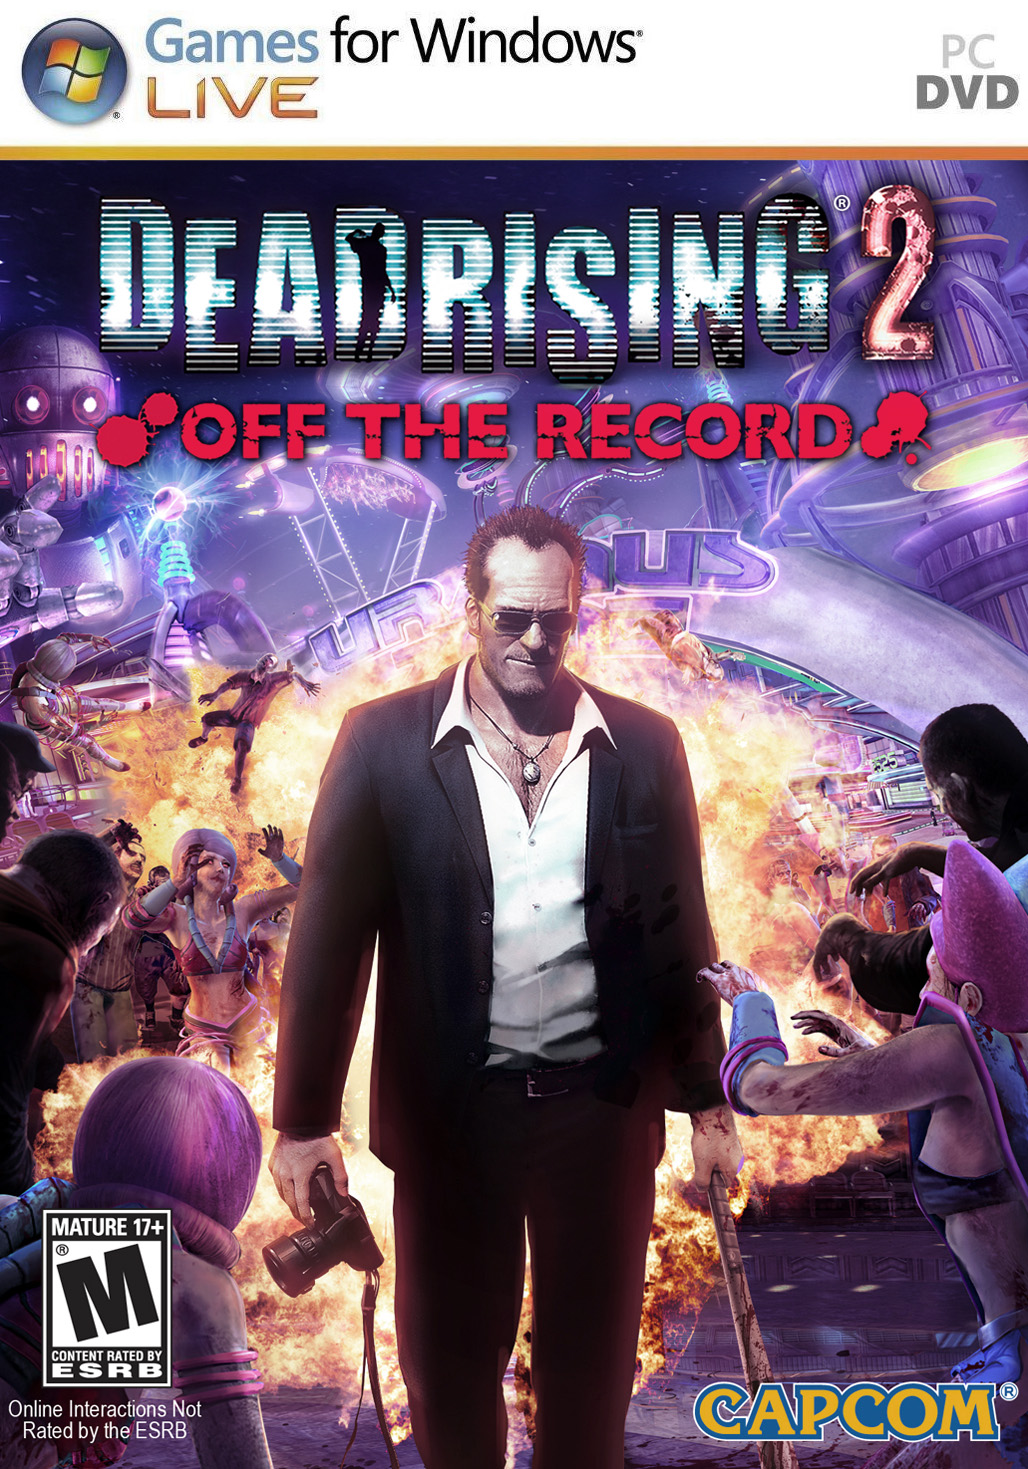 Games for Windows®
LIVE
®
PC
DVD
DEADRISING® 2
OFF THE RECORD
URANUS
MATURE 17+
®
M
CONTENT RATED BY
ESRB
Online Interactions Not
Rated by the ESRB
CAPCOM®